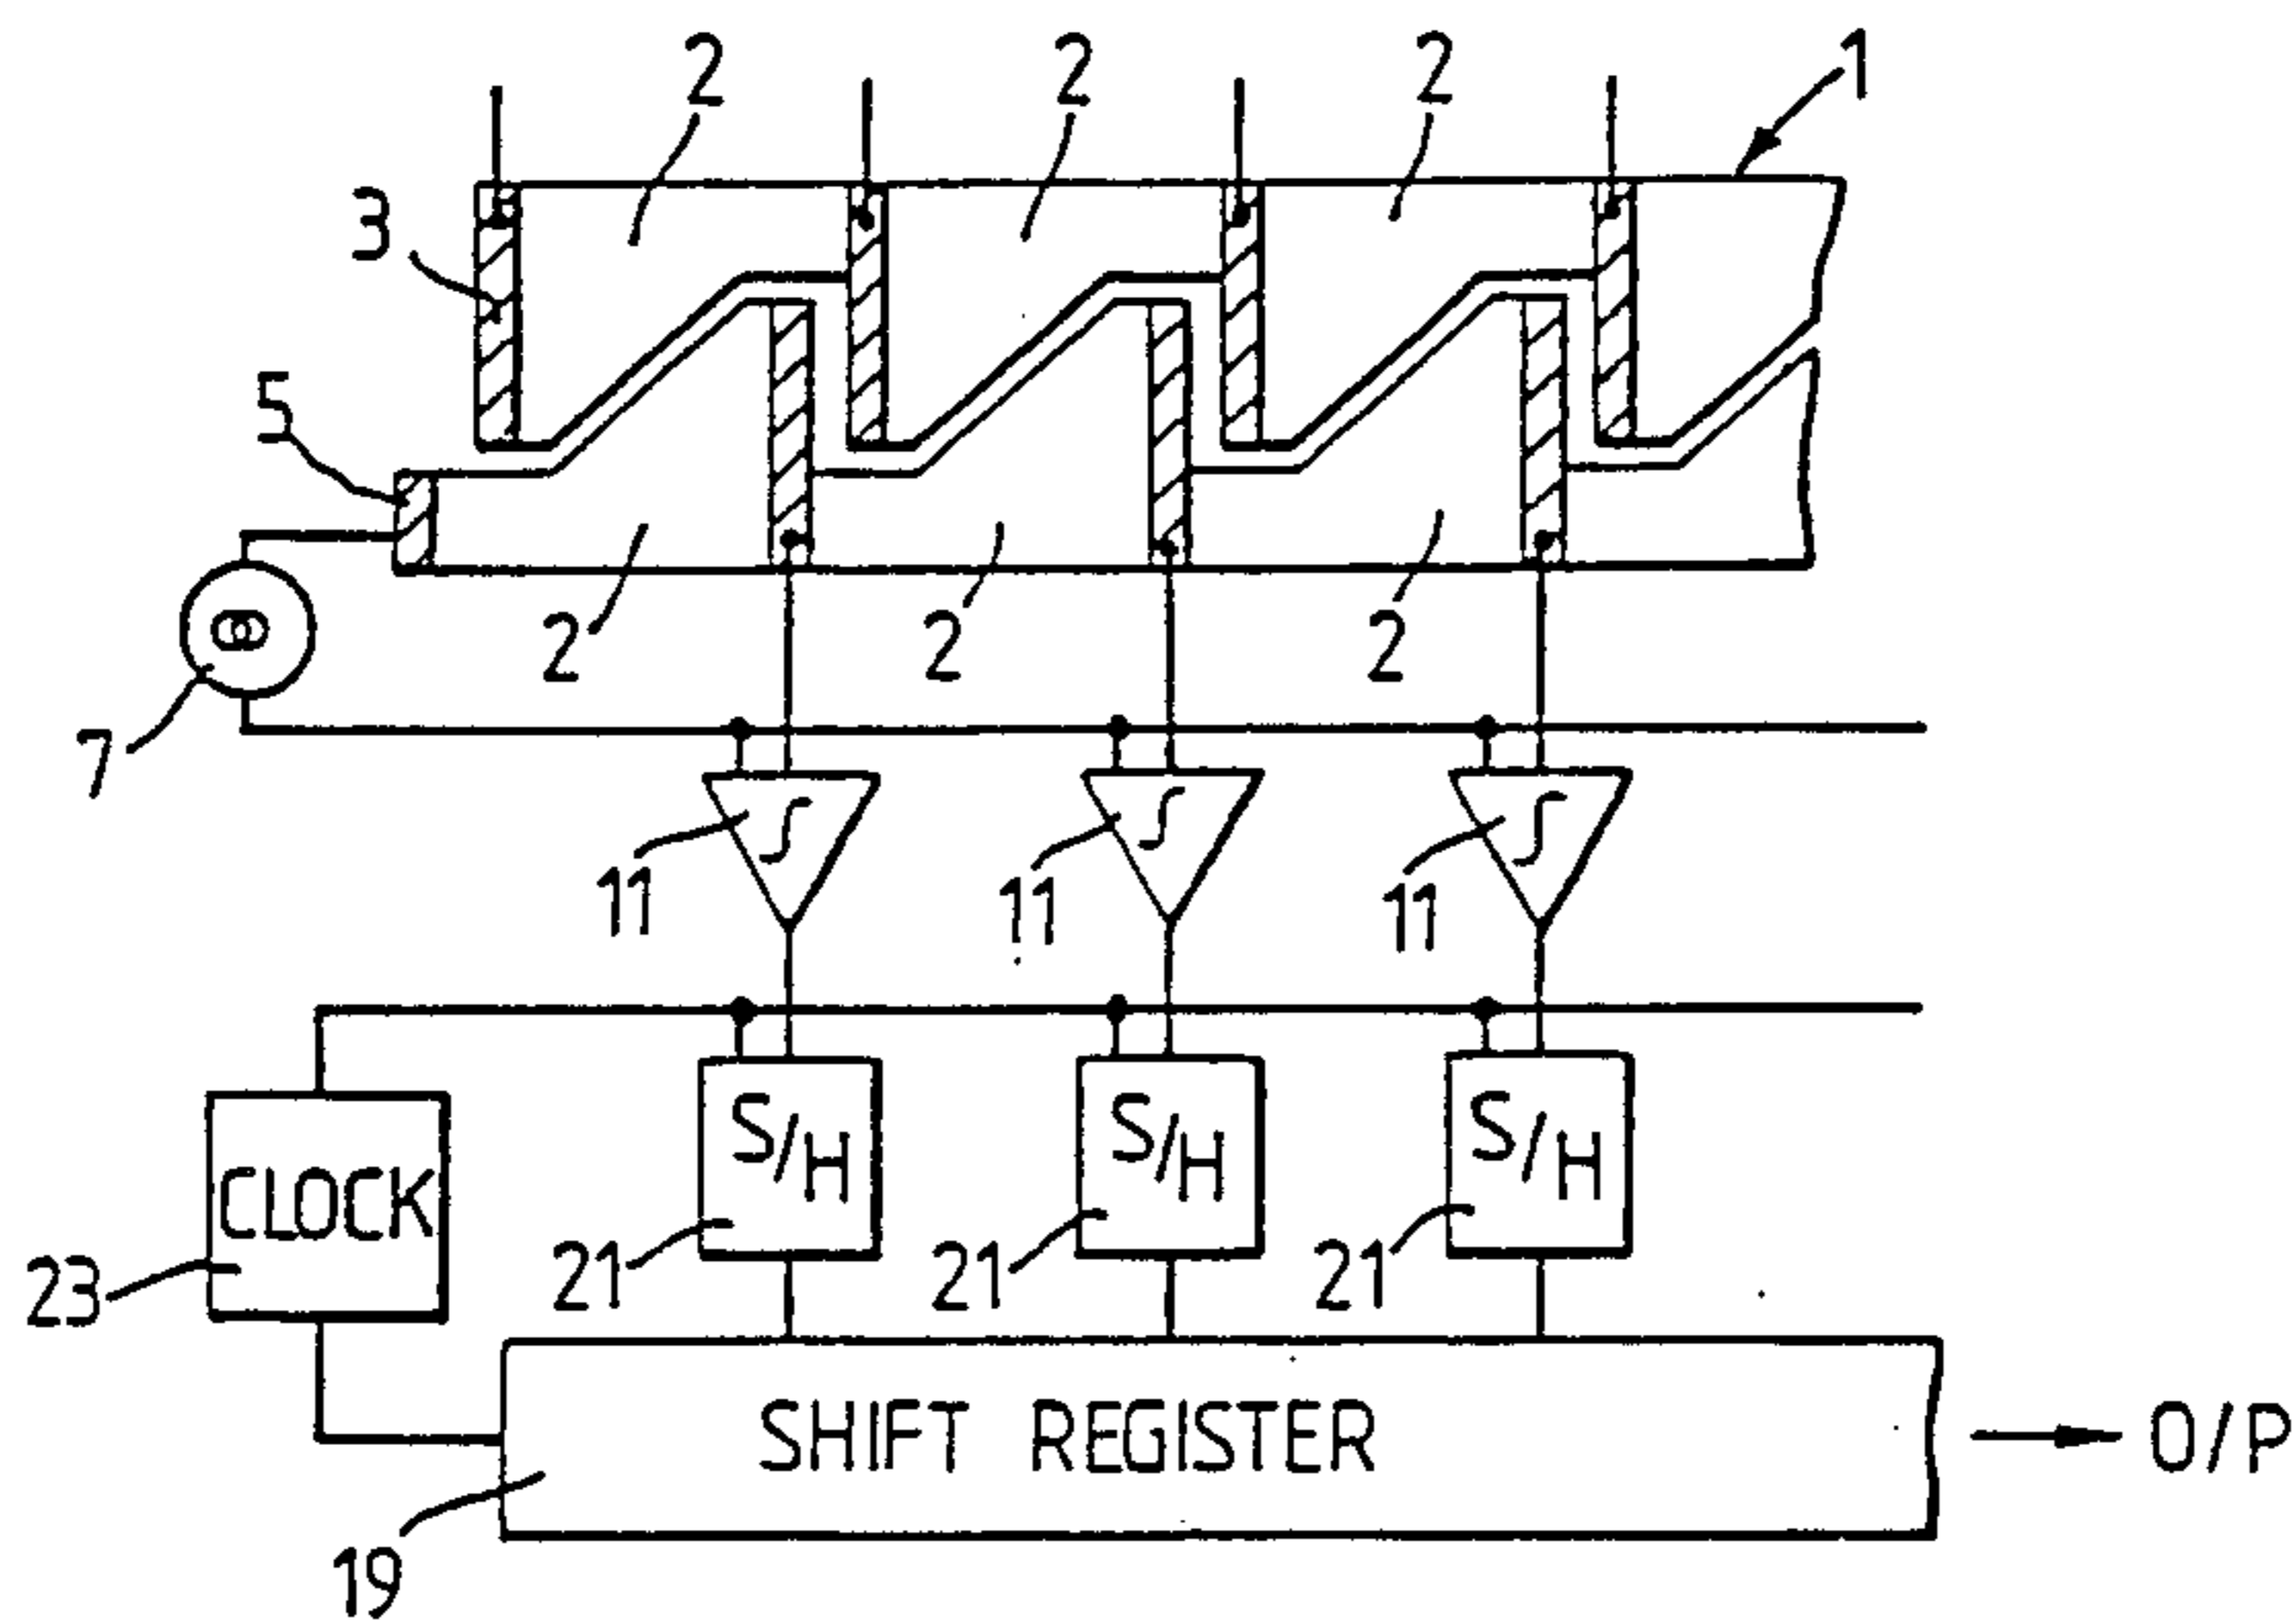 2 2 2 1
3
5
2 2 2
7
∫ ∫ ∫
11 11 11
S/H S/H S/H
CLOCK
23 21 21 21
SHIFT REGISTER O/P
19